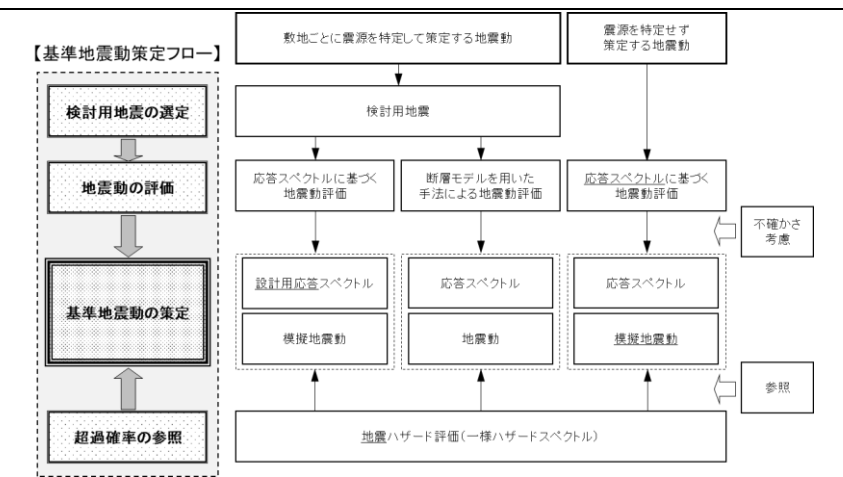 【基準地震動策定フロー】
検討用地震の選定
地震動の評価
基準地震動の策定
超過確率の参照
敷地ごとに震源を特定して策定する地震動
震源を特定せず
策定する地震動
検討用地震
応答スペクトルに基づく
地震動評価
断層モデルを用いた
手法による地震動評価
応答スペクトルに基づく
地震動評価
不確かさ
考慮
設計用応答スペクトル
模擬地震動
応答スペクトル
地震動
応答スペクトル
模擬地震動
参照
地震ハザード評価(一様ハザードスペクトル)